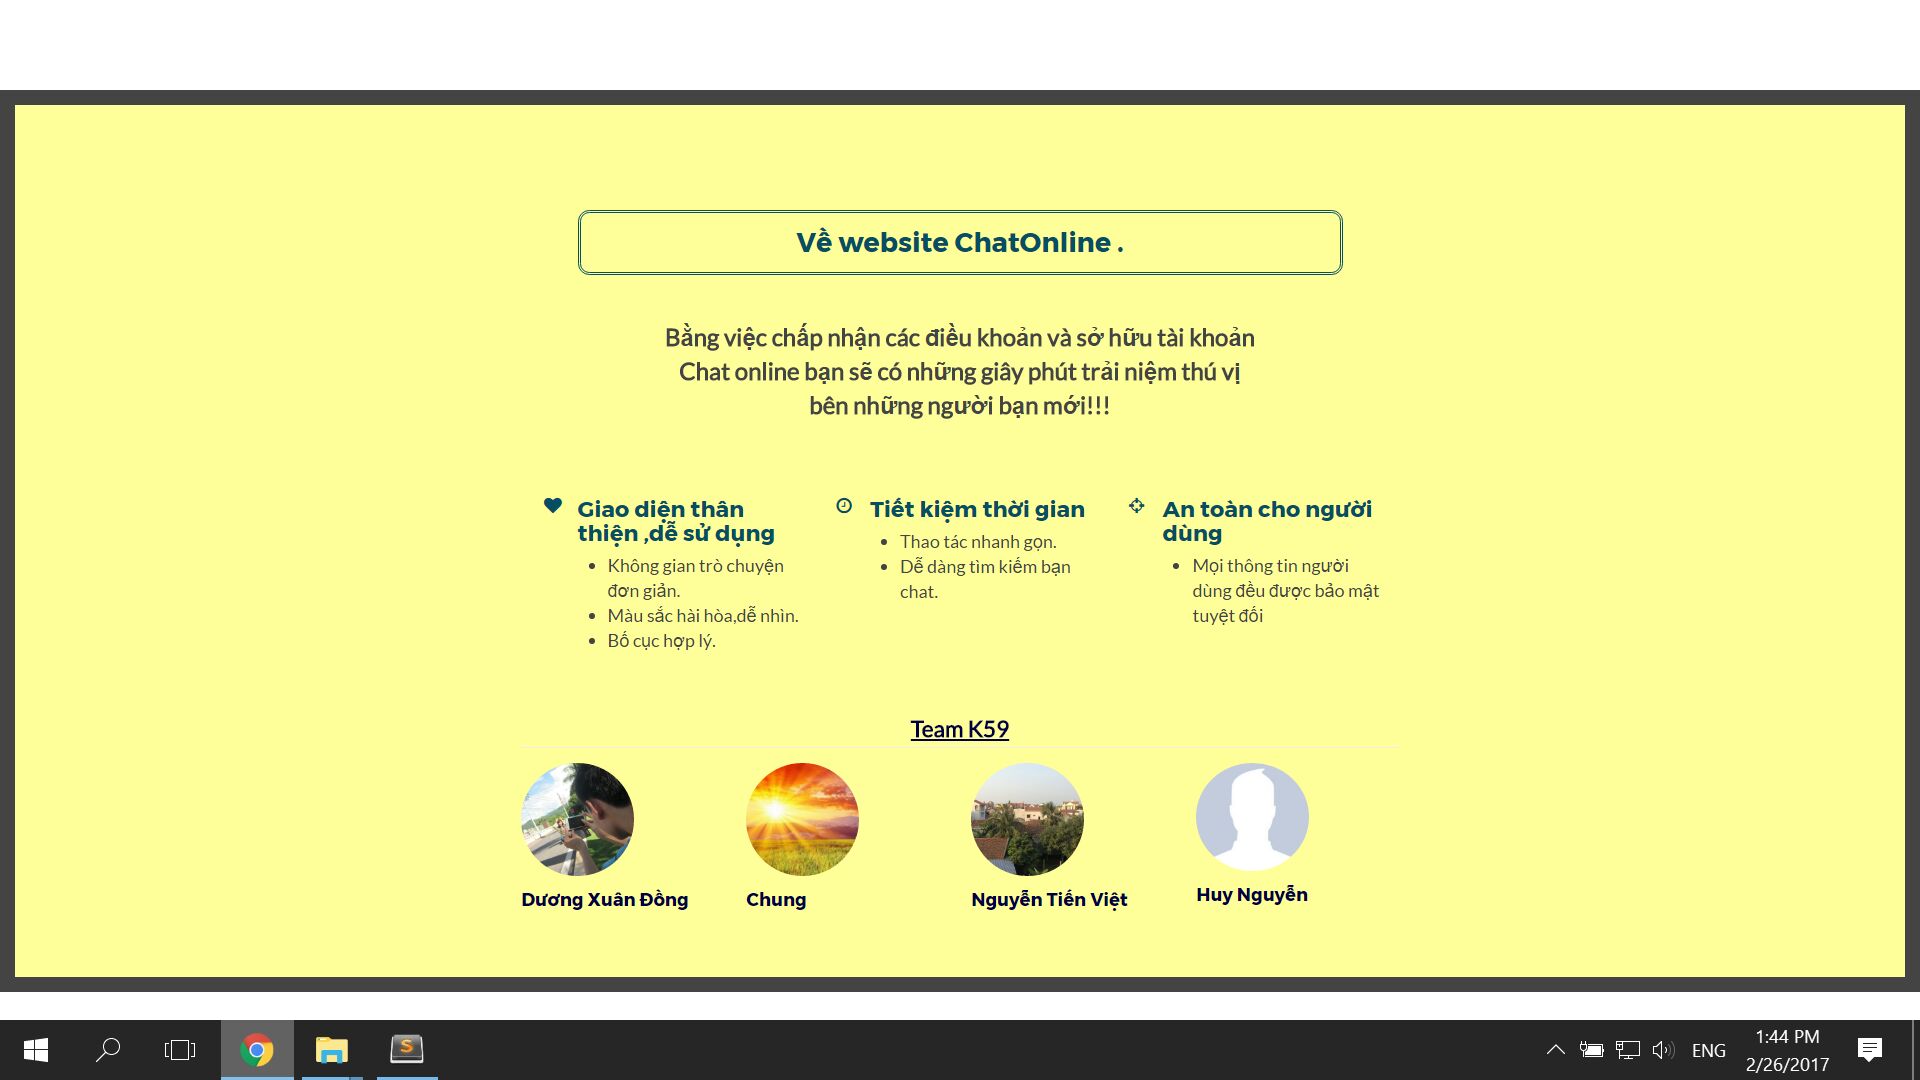 Về website ChatOnline .
Bằng việc chấp nhận các điều khoản và sở hữu tài khoản
Chat online bạn sẽ có những giây phút trải niệm thú vị
bên những người bạn mới!!!
Giao diện thân
thiện ,dễ sử dụng
Không gian trò chuyện
đơn giản.
Màu sắc hài hòa,dễ nhìn.
Bố cục hợp lý.
Tiết kiệm thời gian
Thao tác nhanh gọn.
Dễ dàng tìm kiếm bạn
chat.
An toàn cho người
dùng
Mọi thông tin người
dùng đều được bảo mật
tuyệt đối
Team K59
Dương Xuân Đồng
Chung
Nguyễn Tiến Việt
Huy Nguyễn
S
ENG
1:44 PM
2/26/2017